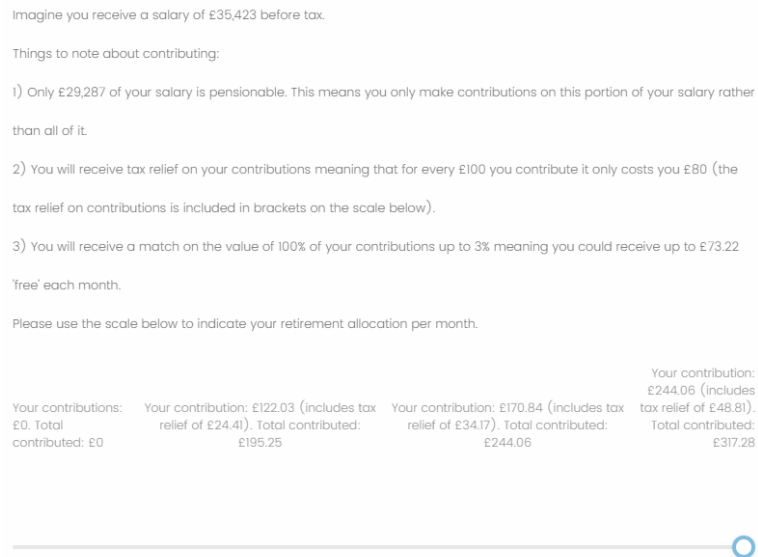 Imagine you receive a salary of £35,423 before tax.
Things to note about contributing:
1) Only £29,287 of your salary is pensionable. This means you only make contributions on this portion of your salary rather
than all of it.
2) You will receive tax relief on your contributions meaning that for every £100 you contribute it only costs you £80 (the
tax relief on contributions is included in brackets on the scale below).
3) You will receive a match on the value of 100% of your contributions up to 3% meaning you could receive up to £73.22
'free' each month.
Please use the scale below to indicate your retirement allocation per month.
Your contributions:
£0. Total
contributed: £0
Your contribution: £122.03 (includes tax
relief of £24.41). Total contributed:
£195.25
Your contribution: £170.84 (includes tax
relief of £34.17). Total contributed:
£244.06
Your contribution:
£244.06 (includes
tax relief of £48.81).
Total contributed:
£317.28